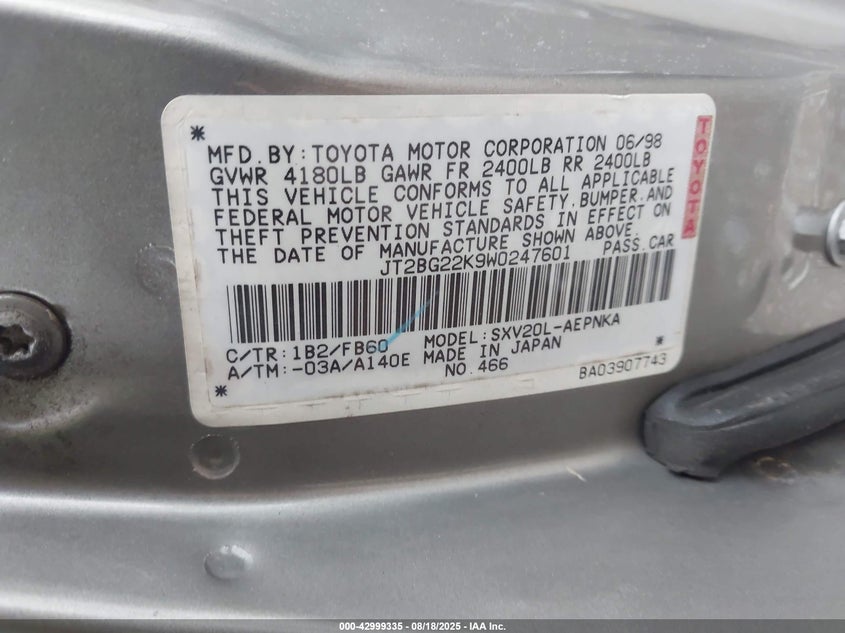 *
MFD.BY:TOYOTA MOTOR CORPORATION 06/98
GVWR 4180LB GAWR FR 2400LB RR 2400LB
THIS VEHICLE CONFORMS TO ALL APPLICABLE
FEDERAL MOTOR VEHICLE SAFETY,BUMPER,AND
THEFT PREVENTION STANDARDS IN EFFECT ON
THE DATE OF MANUFACTURE SHOWN ABOVE.
JT2BG22K9W0247601 PASS.CAR
TOYOTA
C/TR:1B2/FB60 MODEL:SXV20L-AEPNKA
A/TM:-03A/A140E MADE IN JAPAN *
* NO.466 BA03907743
000-42999335 | 08/18/2025 | IAA Inc.